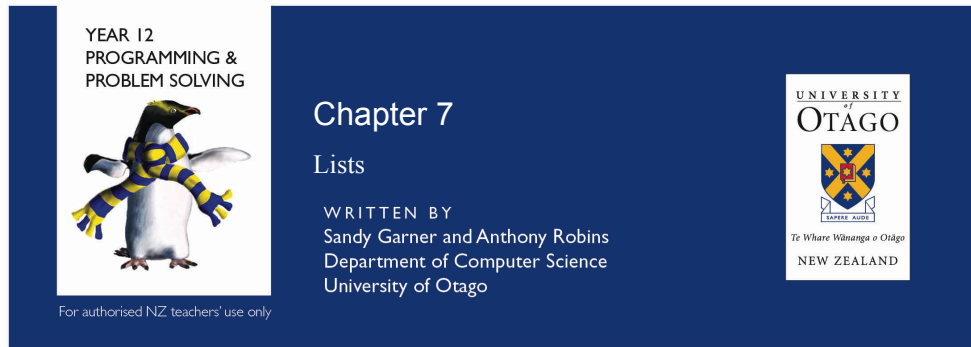 YEAR 12
PROGRAMMING &
PROBLEM SOLVING
For authorised NZ teachers' use only
Chapter 7
Lists
WRITTEN BY
Sandy Garner and Anthony Robins
Department of Computer Science
University of Otago
UNIVERSITY
of
OTAGO
SAPERE AUDE
Te Whare Wānanga o Otāgo
NEW ZEALAND